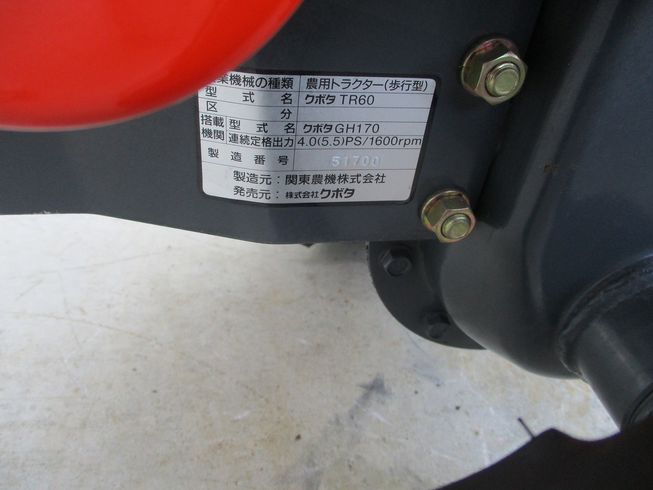 業機械の種類 農用トラクター(歩行型)
型式名 クボタ TR60
区分
搭載機関 型式名 クボタ GH170
連続定格出力 4.0(5.5)PS/1600rpm
製造番号 51700
製造元:関東農機株式会社
発売元:株式会社クボタ